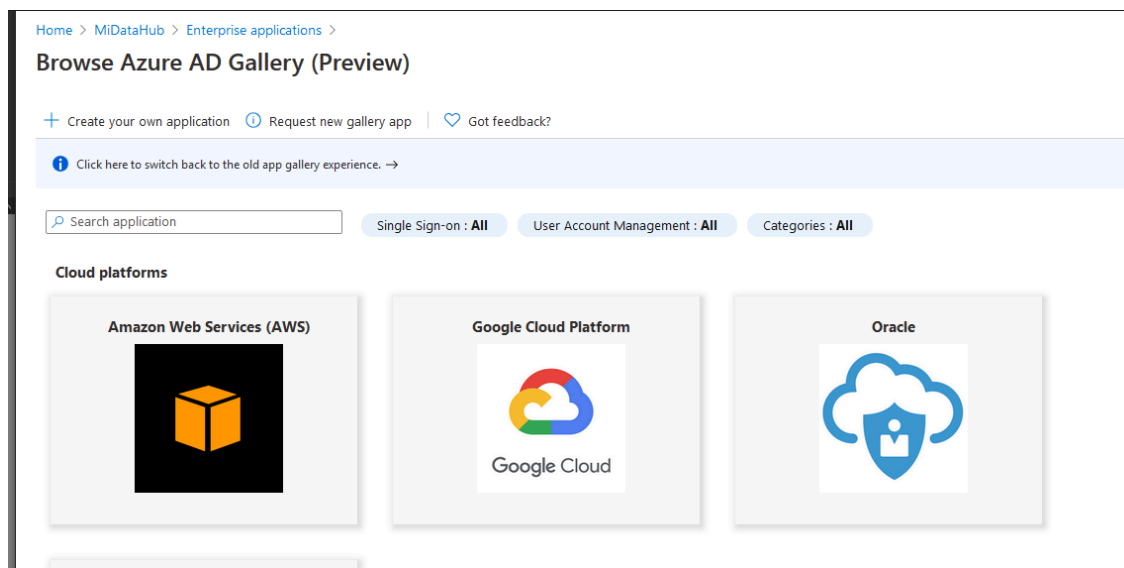 Home > MiDataHub > Enterprise applications >
Browse Azure AD Gallery (Preview)
+ Create your own application Request new gallery app Got feedback?
Click here to switch back to the old app gallery experience. →
Search application Single Sign-on : All User Account Management : All Categories : All
Cloud platforms
Amazon Web Services (AWS) Google Cloud Platform Oracle
Google Cloud